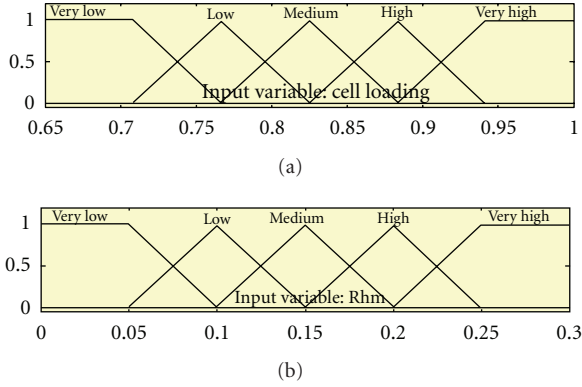 Very low Low Medium High Very high
1
0.5
0
Input variable: cell loading
0.65 0.7 0.75 0.8 0.85 0.9 0.95 1
(a)
Very low Low Medium High Very high
1
0.5
0
Input variable: Rhm
0 0.05 0.1 0.15 0.2 0.25 0.3
(b)